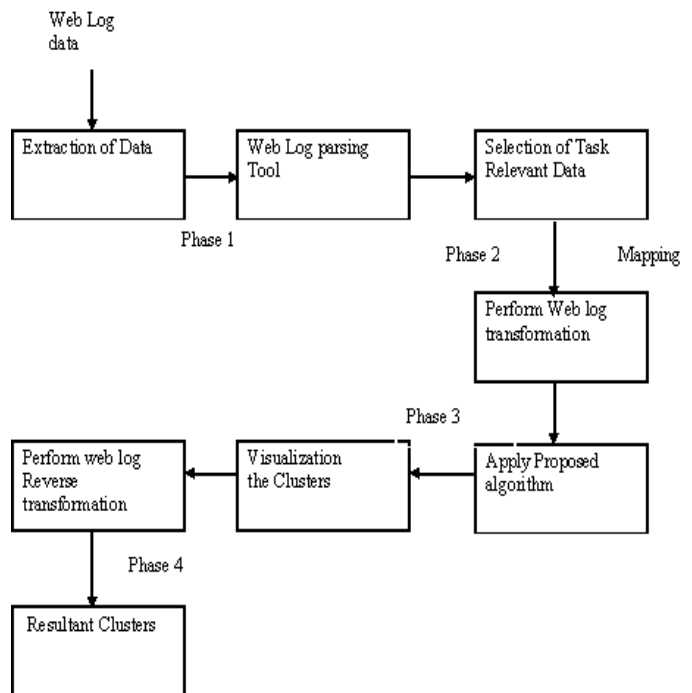 Web Log
data
Extraction of Data
Web Log parsing
Tool
Selection of Task
Relevant Data
Phase 1
Phase 2
Mapping
Perform Web log
transformation
Phase 3
Perform web log
Reverse
transformation
Visualization
the Clusters
Apply Proposed
algorithm
Phase 4
Resultant Clusters